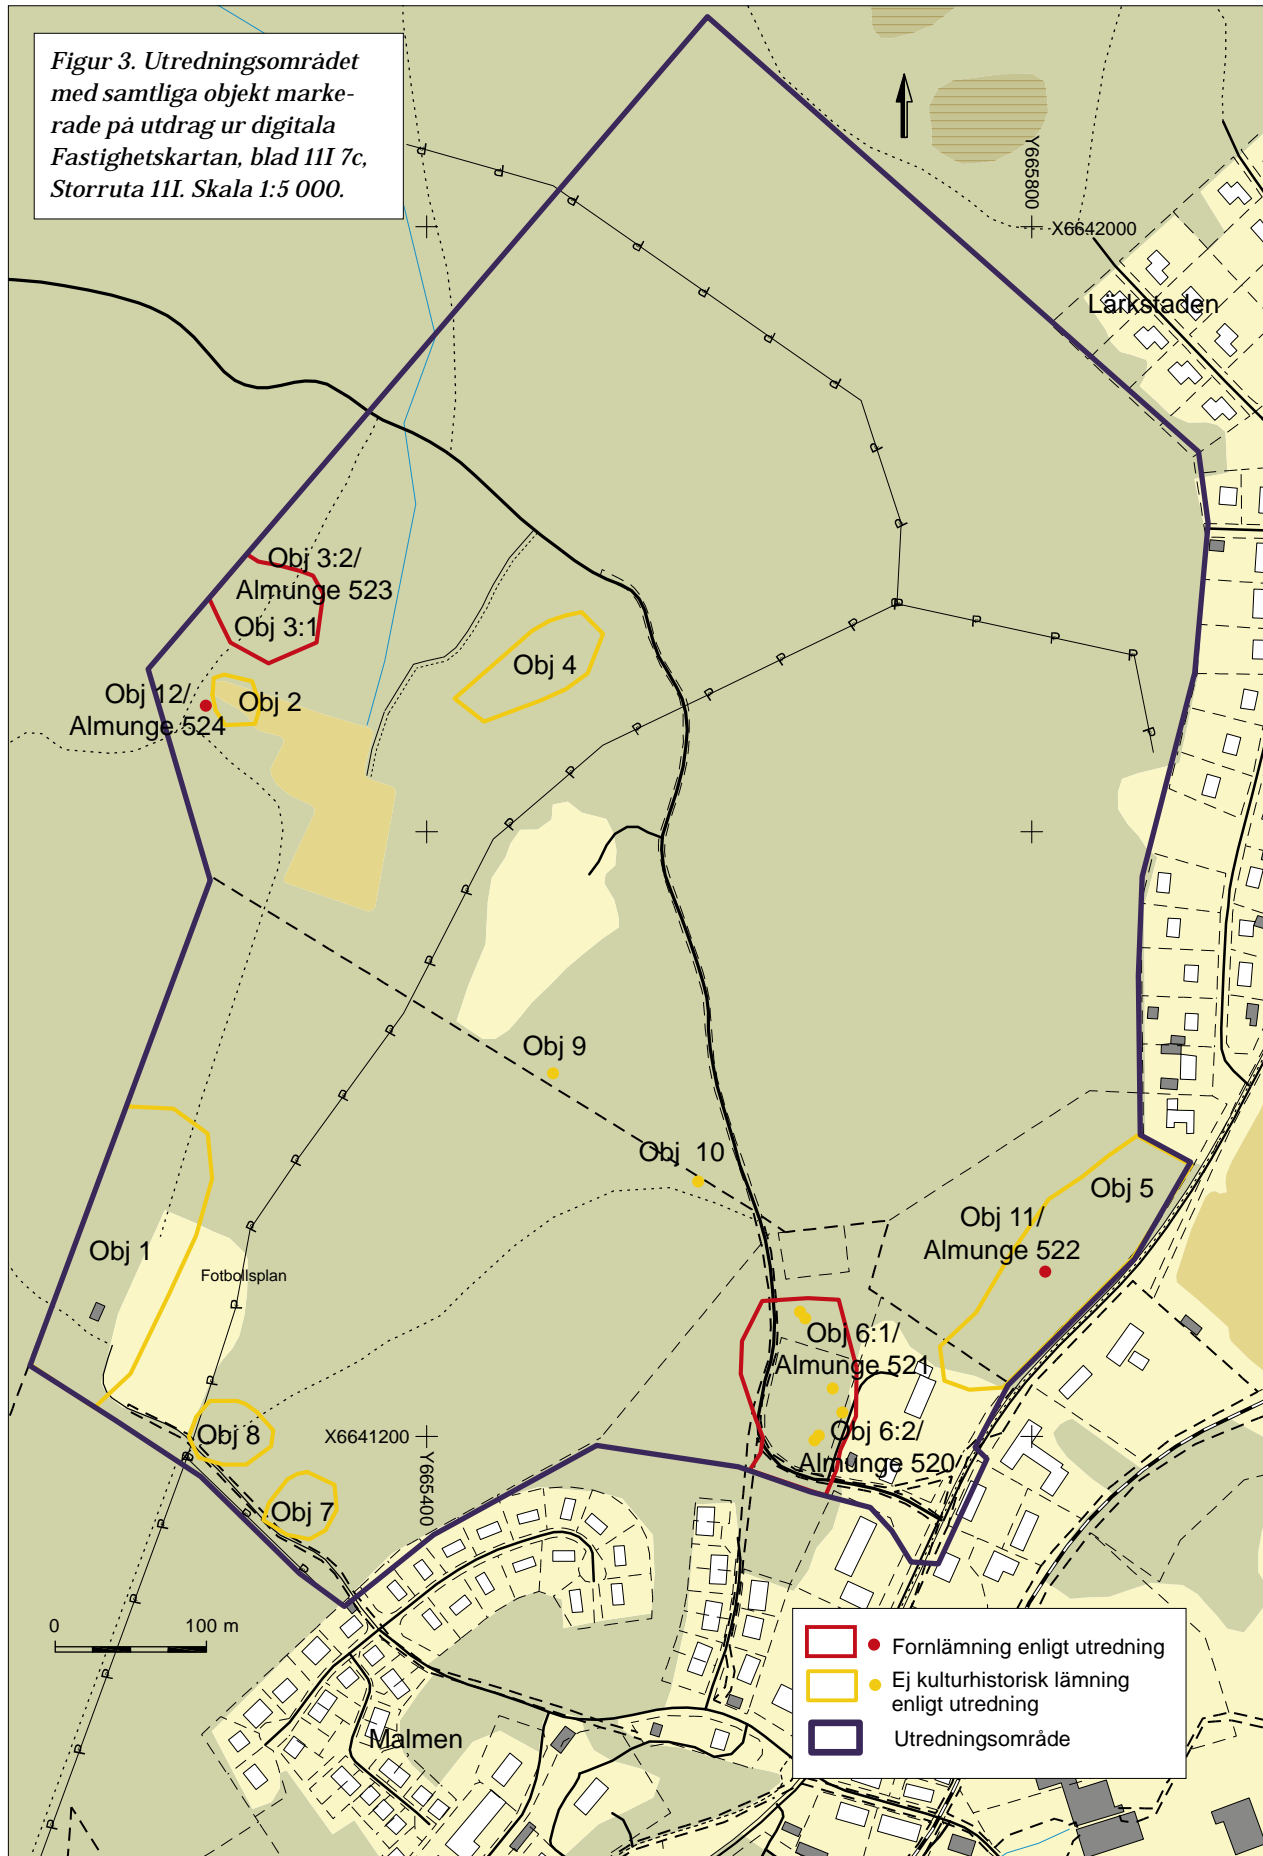 Figur 3. Utredningsområdet
med samtliga objekt marke-
rade på utdrag ur digitala
Fastighetskartan, blad 11I 7c,
Storruta 11I. Skala 1:5 000.
Y665800
X6642000
Lärkstaden
Obj 3:2/
Almunge 523
Obj 3:1
Obj 4
Obj 12/
Almunge 524
Obj 2
Obj 9
Obj 10
Obj 5
Obj 11/
Almunge 522
Obj 1
Fotbollsplan
Obj 6:1/
Almunge 521
Obj 8
X6641200
Y665400
Obj 6:2/
Almunge 520
Obj 7
0 100 m
Malmen
Fornlämning enligt utredning
Ej kulturhistorisk lämning
enligt utredning
Utredningsområde